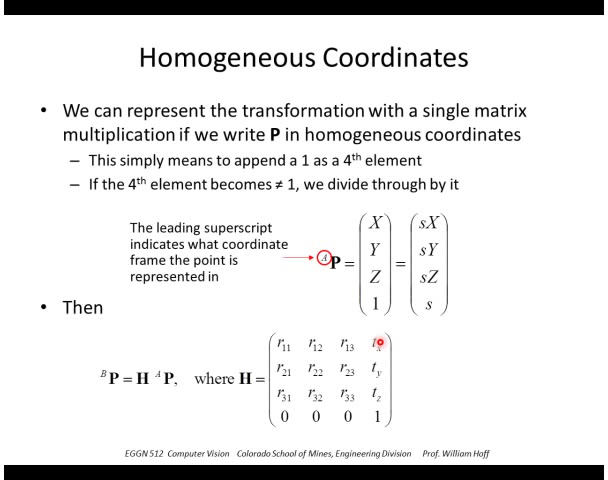 Homogeneous Coordinates
• We can represent the transformation with a single matrix
multiplication if we write P in homogeneous coordinates
– This simply means to append a 1 as a 4th element
– If the 4th element becomes ≠ 1, we divide through by it
The leading superscript
indicates what coordinate
frame the point is
represented in
A P = ( X Y Z 1 ) = ( sX sY sZ s )
• Then
B P = H A P, where H =
r11 r12 r13 tx
r21 r22 r23 ty
r31 r32 r33 tz
0 0 0 1
EGGN 512 Computer Vision Colorado School of Mines, Engineering Division Prof. William Hoff